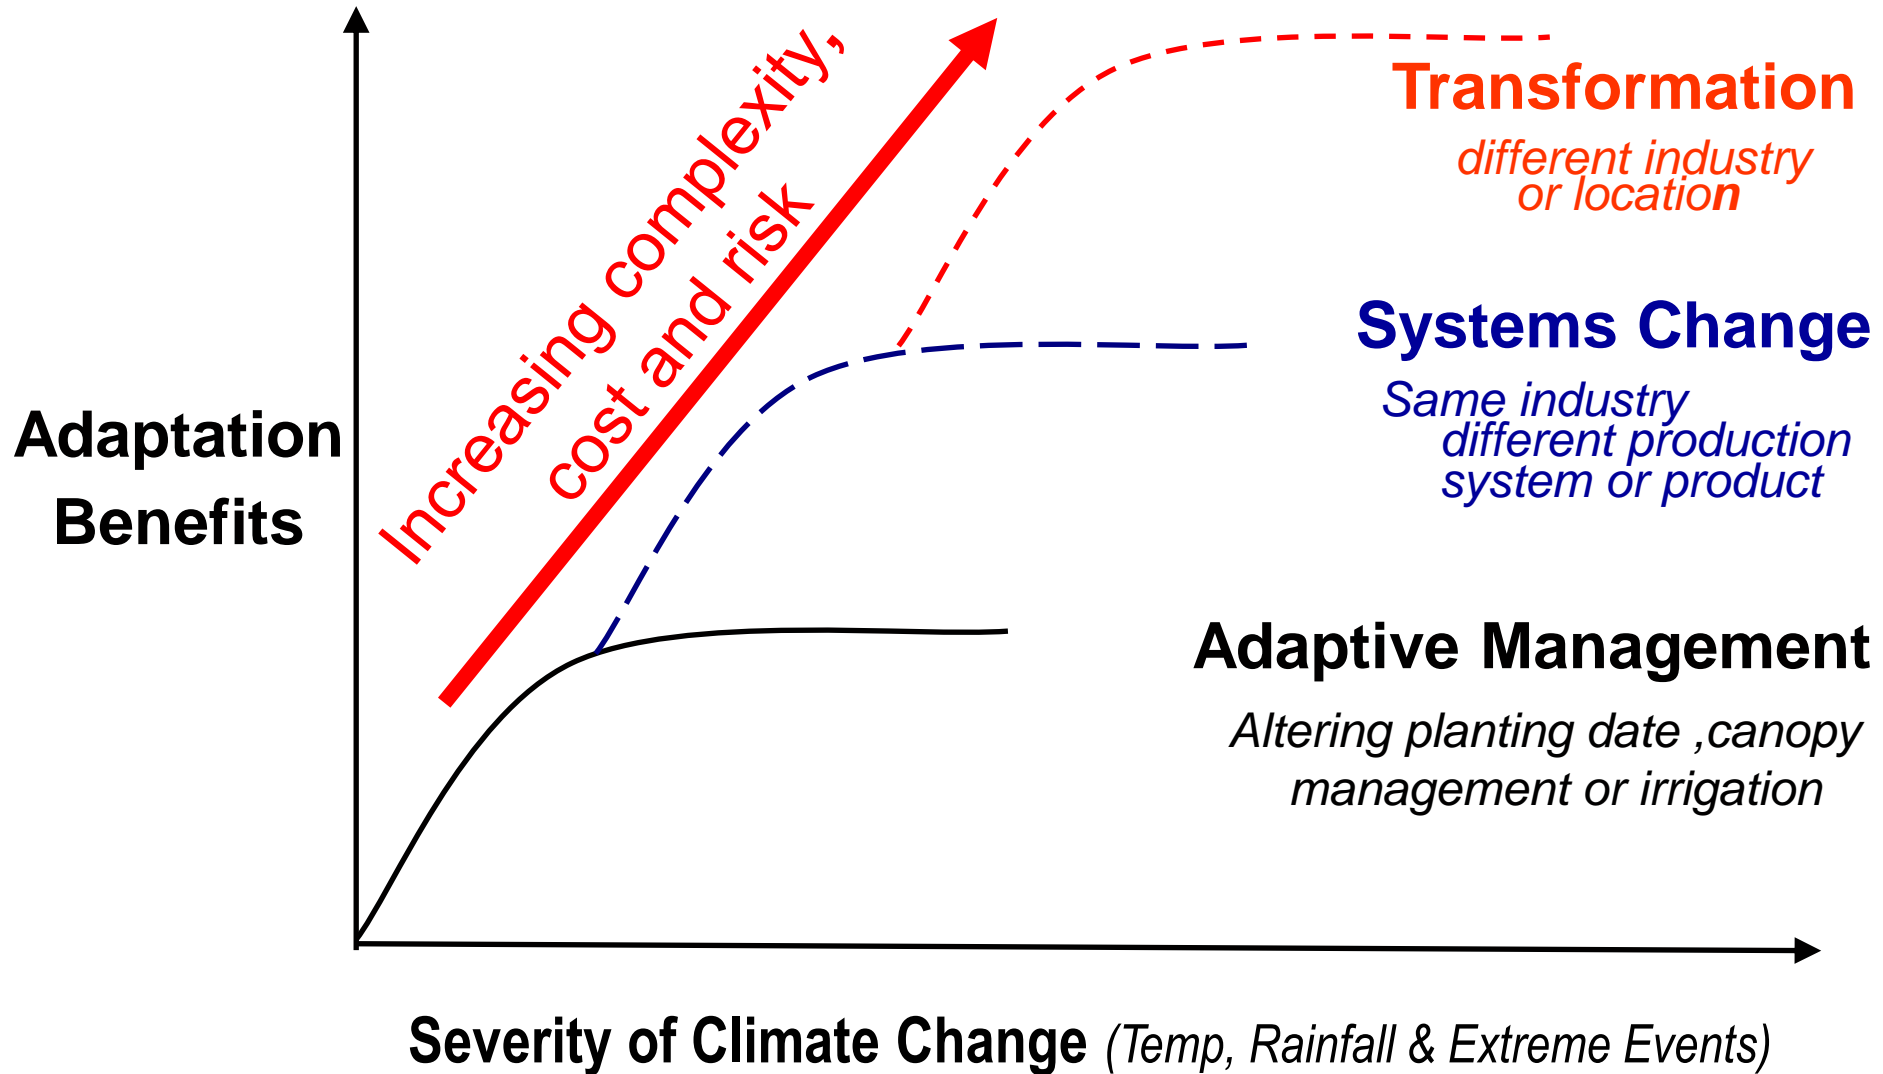 Increasing complexity,
cost and risk
Transformation
different industry
or location
Systems Change
Same industry
different production
system or product
Adaptation
Benefits
Adaptive Management
Altering planting date ,canopy
management or irrigation
Severity of Climate Change (Temp, Rainfall & Extreme Events)